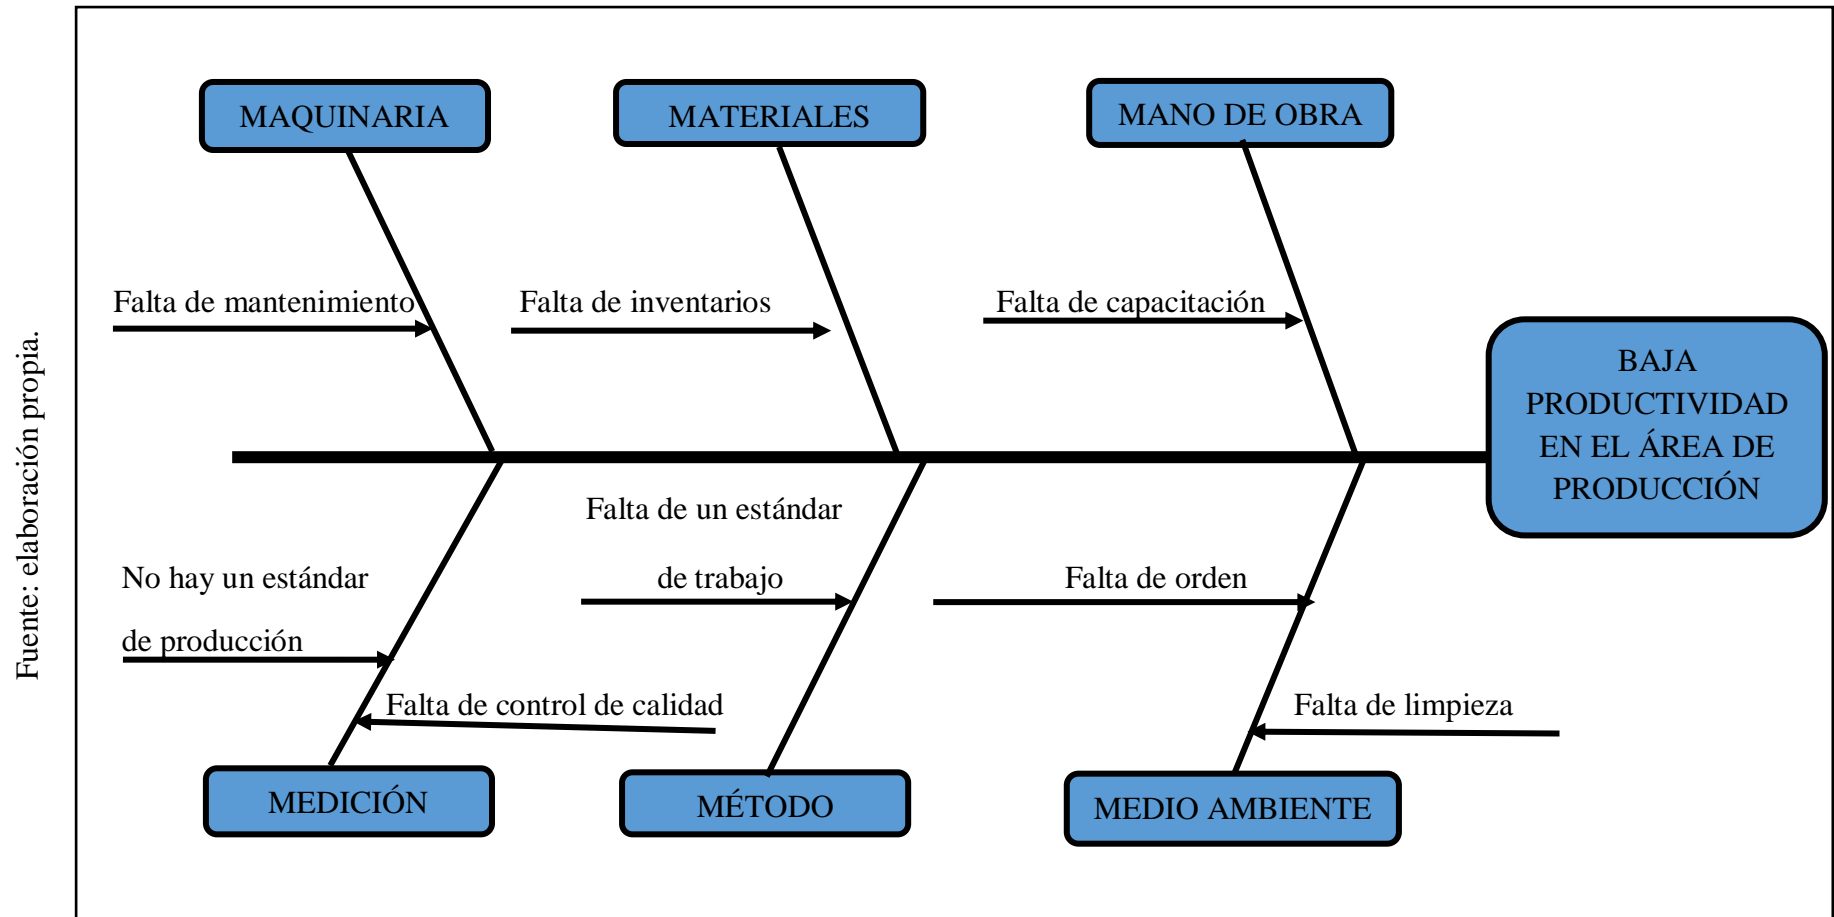 MAQUINARIA
MATERIALES
MANO DE OBRA
Falta de mantenimiento
Falta de inventarios
Falta de capacitación
BAJA
PRODUCTIVIDAD
EN EL ÁREA DE
PRODUCCIÓN
Falta de un estándar
de trabajo
No hay un estándar
de producción
Falta de orden
Falta de control de calidad
Falta de limpieza
MEDICIÓN
MÉTODO
MEDIO AMBIENTE
Fuente: elaboración propia.